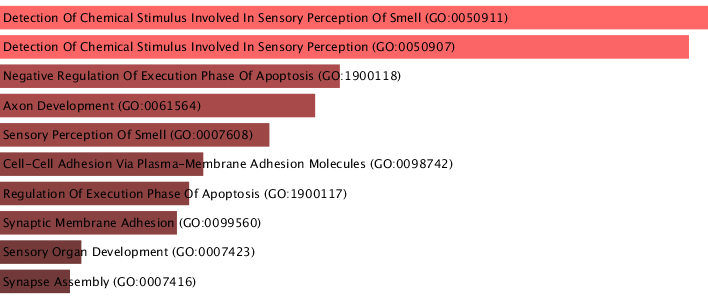 Detection Of Chemical Stimulus Involved In Sensory Perception Of Smell (GO:0050911)
Detection Of Chemical Stimulus Involved In Sensory Perception (GO:0050907)
Negative Regulation Of Execution Phase Of Apoptosis (GO:1900118)
Axon Development (GO:0061564)
Sensory Perception Of Smell (GO:0007608)
Cell-Cell Adhesion Via Plasma-Membrane Adhesion Molecules (GO:0098742)
Regulation Of Execution Phase Of Apoptosis (GO:1900117)
Synaptic Membrane Adhesion (GO:0099560)
Sensory Organ Development (GO:0007423)
Synapse Assembly (GO:0007416)